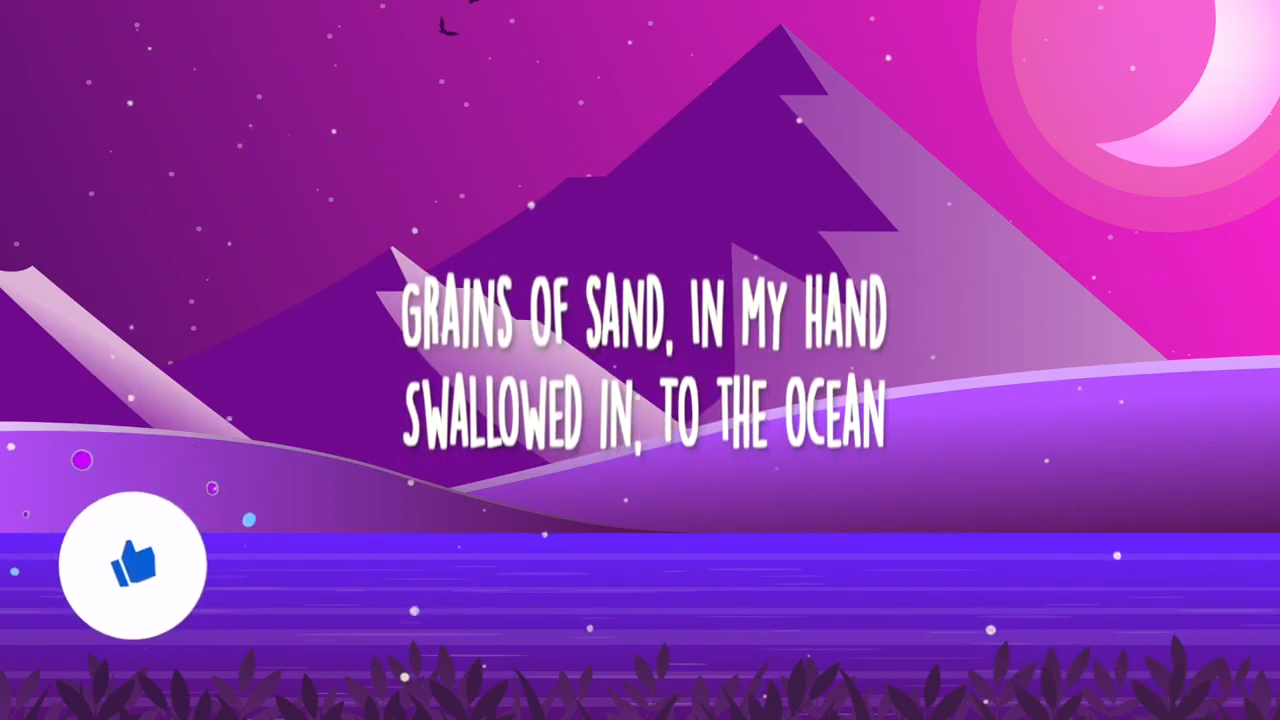 GRAINS OF SAND, IN MY HAND
SWALLOWED IN, TO THE OCEAN